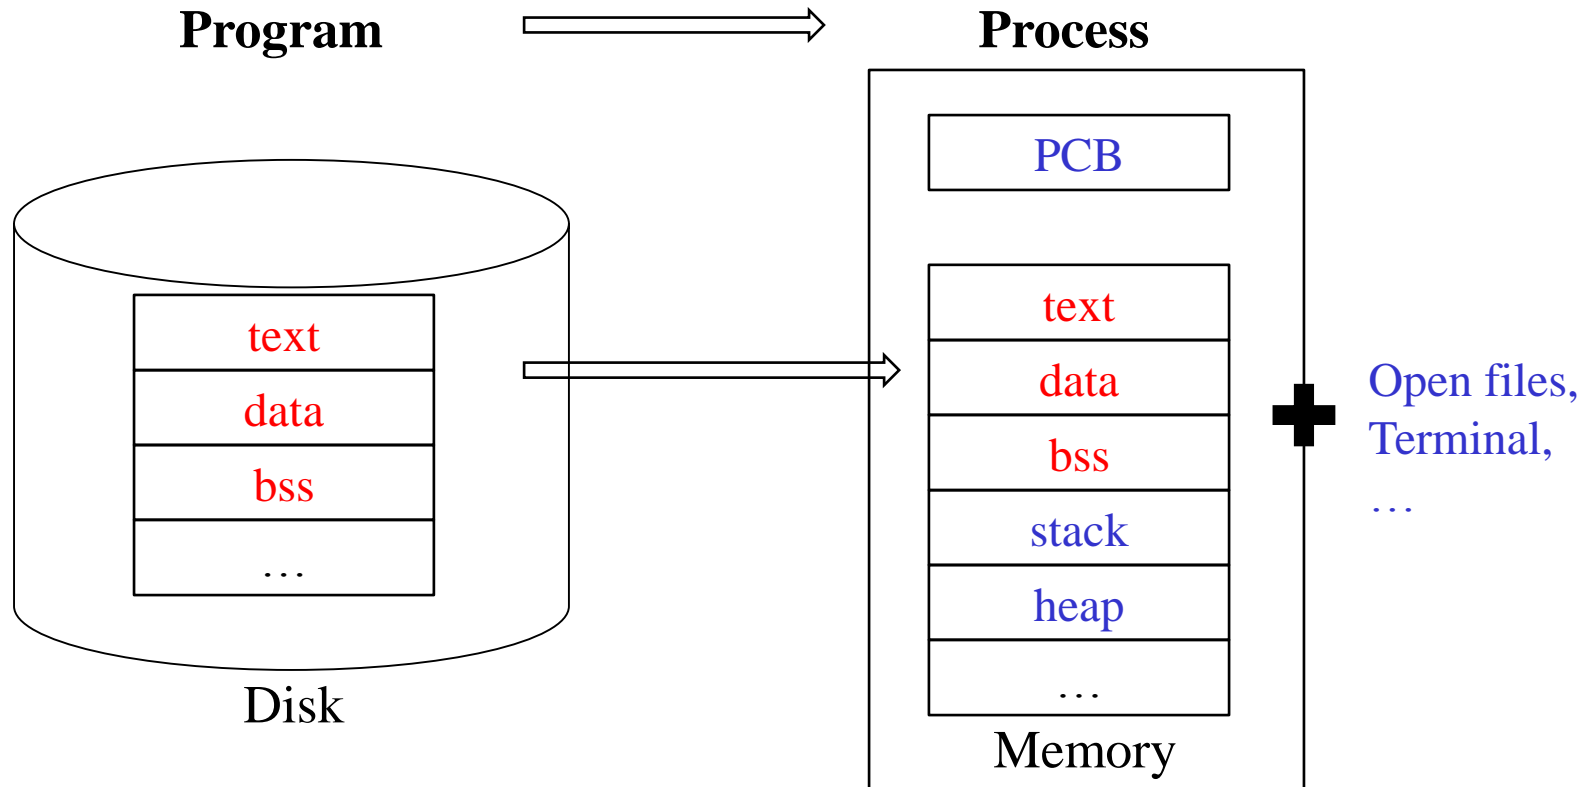 Program
Process
PCB
text
data
bss
…
Disk
text
data
bss
stack
heap
…
Memory
Open files,
Terminal,
…